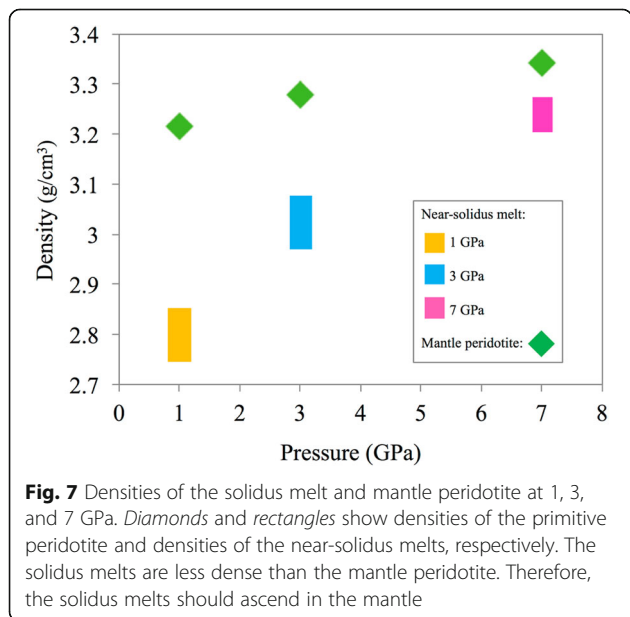 3.4
3.3
3.2
3.1
3
2.9
2.8
2.7
Density (g/cm³)
0 1 2 3 4 5 6 7 8
Pressure (GPa)
Near-solidus melt:
1 GPa
3 GPa
7 GPa
Mantle peridotite:
Fig. 7 Densities of the solidus melt and mantle peridotite at 1, 3,
and 7 GPa. Diamonds and rectangles show densities of the primitive
peridotite and densities of the near-solidus melts, respectively. The
solidus melts are less dense than the mantle peridotite. Therefore,
the solidus melts should ascend in the mantle